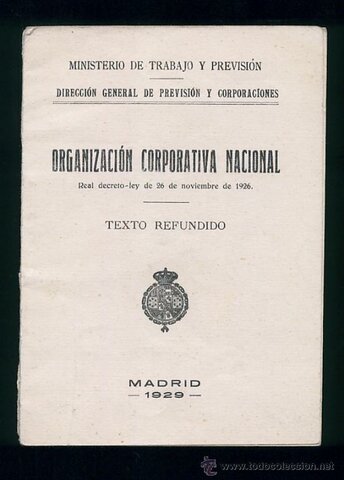 MINISTERIO DE TRABAJO Y PREVISIÓN
DIRECCIÓN GENERAL DE PREVISIÓN Y CORPORACIONES
ORGANIZACIÓN CORPORATIVA NACIONAL
Real decreto-ley de 26 de noviembre de 1926.
TEXTO REFUNDIDO
MADRID
— 1929 —
www.todocoleccion.net